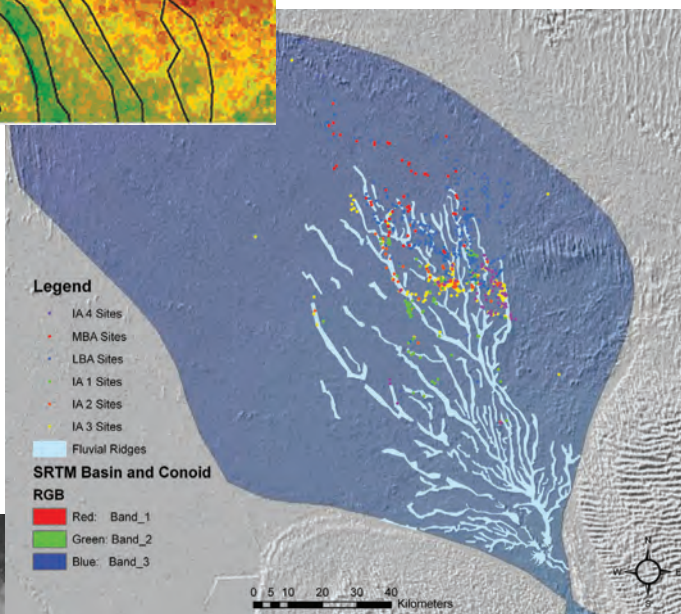 Legend
IA 4 Sites
MBA Sites
LBA Sites
IA 1 Sites
IA 2 Sites
IA 3 Sites
Fluvial Ridges
SRTM Basin and Conoid
RGB
Red: Band_1
Green: Band_2
Blue: Band_3
0 5 10 20 30 40
Kilometers
N
W E
S